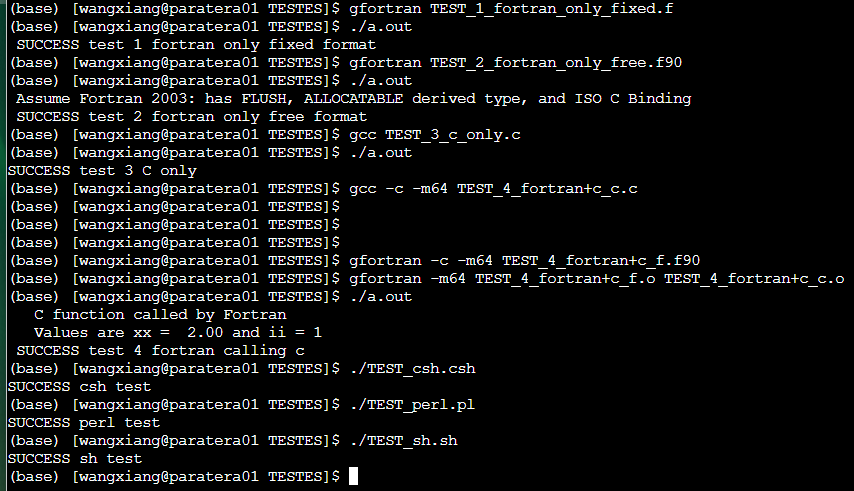 (base) [wangxiang@paratera01 TESTES]$ gfortran TEST_1_fortran_only_fixed.f
(base) [wangxiang@paratera01 TESTES]$ ./a.out
 SUCCESS test 1 fortran only fixed format
(base) [wangxiang@paratera01 TESTES]$ gfortran TEST_2_fortran_only_free.f90
(base) [wangxiang@paratera01 TESTES]$ ./a.out
 Assume Fortran 2003: has FLUSH, ALLOCATABLE derived type, and ISO C Binding
 SUCCESS test 2 fortran only free format
(base) [wangxiang@paratera01 TESTES]$ gcc TEST_3_c_only.c
(base) [wangxiang@paratera01 TESTES]$ ./a.out
SUCCESS test 3 C only
(base) [wangxiang@paratera01 TESTES]$ gcc -c -m64 TEST_4_fortran+c_c.c
(base) [wangxiang@paratera01 TESTES]$
(base) [wangxiang@paratera01 TESTES]$
(base) [wangxiang@paratera01 TESTES]$
(base) [wangxiang@paratera01 TESTES]$ gfortran -c -m64 TEST_4_fortran+c_f.f90
(base) [wangxiang@paratera01 TESTES]$ gfortran -m64 TEST_4_fortran+c_f.o TEST_4_fortran+c_c.o
(base) [wangxiang@paratera01 TESTES]$ ./a.out
   C function called by Fortran
   Values are xx =  2.00 and ii = 1
 SUCCESS test 4 fortran calling c
(base) [wangxiang@paratera01 TESTES]$ ./TEST_csh.csh
SUCCESS csh test
(base) [wangxiang@paratera01 TESTES]$ ./TEST_perl.pl
SUCCESS perl test
(base) [wangxiang@paratera01 TESTES]$ ./TEST_sh.sh
SUCCESS sh test
(base) [wangxiang@paratera01 TESTES]$